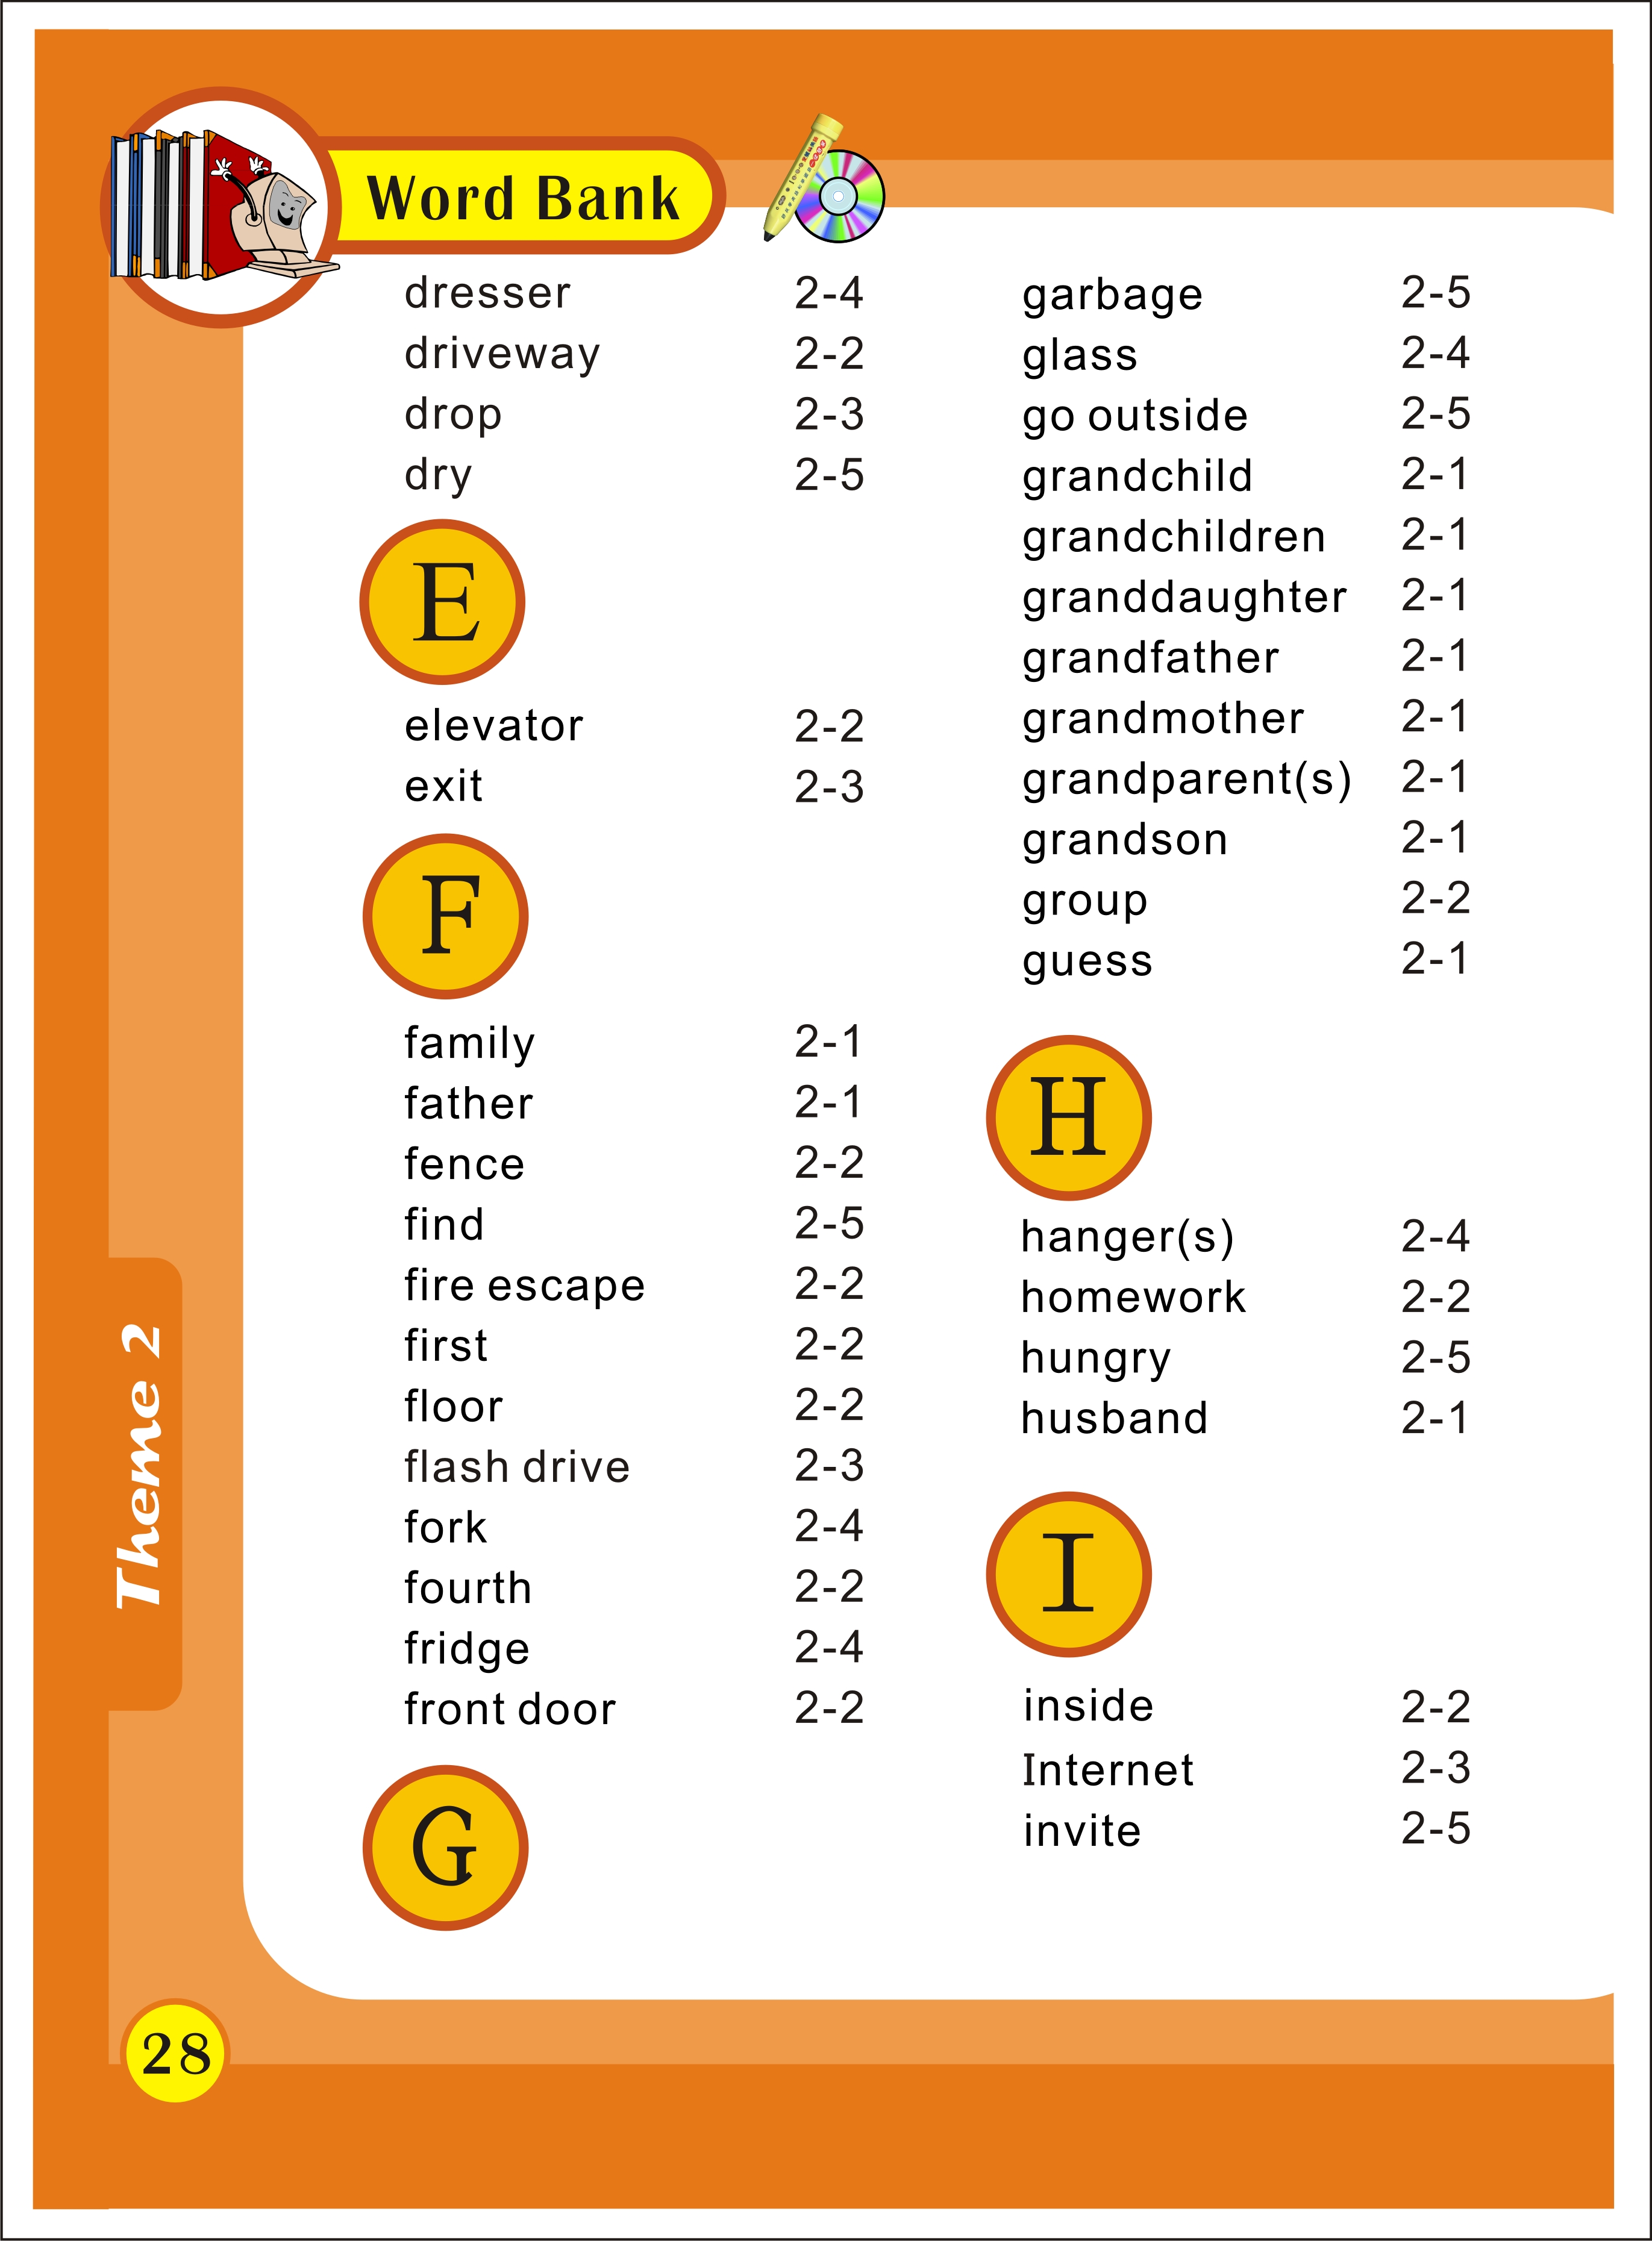 Word Bank
dresser 2-4
driveway 2-2
drop 2-3
dry 2-5
E
elevator 2-2
exit 2-3
F
family 2-1
father 2-1
fence 2-2
find 2-5
fire escape 2-2
first 2-2
floor 2-2
flash drive 2-3
fork 2-4
fourth 2-2
fridge 2-4
front door 2-2
G
garbage 2-5
glass 2-4
go outside 2-5
grandchild 2-1
grandchildren 2-1
granddaughter 2-1
grandfather 2-1
grandmother 2-1
grandparent(s) 2-1
grandson 2-1
group 2-2
guess 2-1
H
hanger(s) 2-4
homework 2-2
hungry 2-5
husband 2-1
I
inside 2-2
Internet 2-3
invite 2-5
Theme 2
28